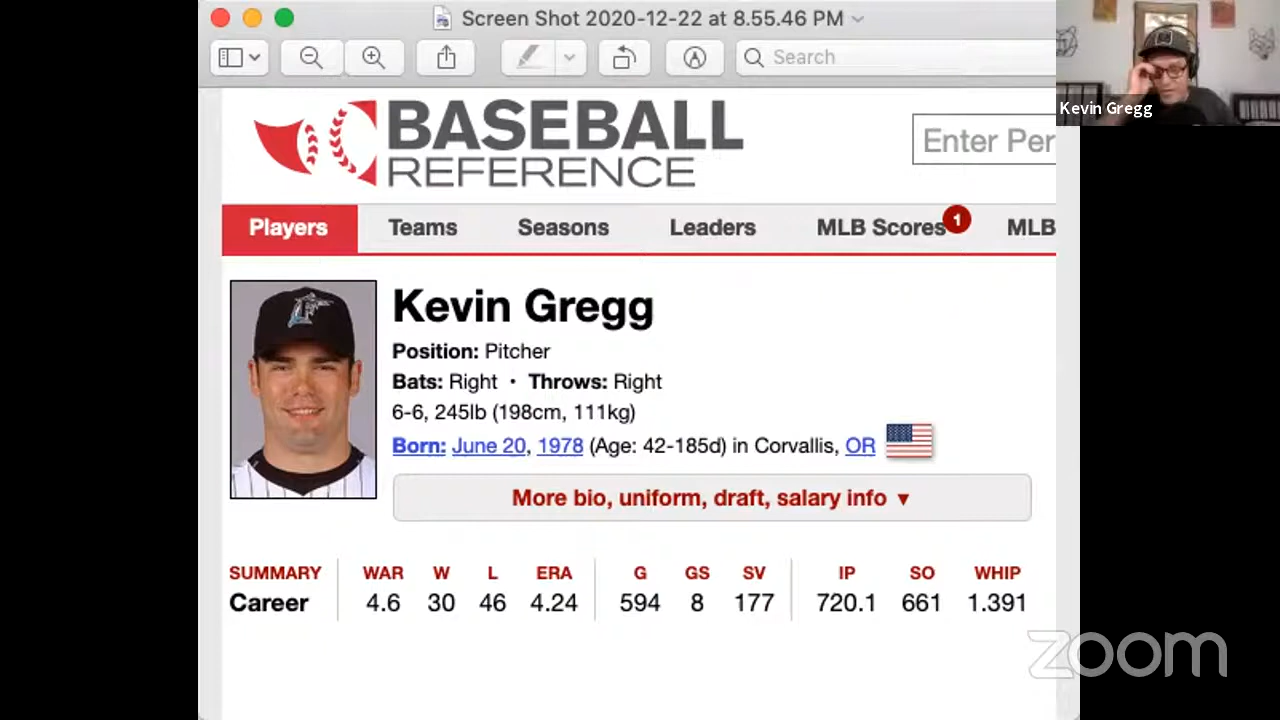 Screen Shot 2020-12-22 at 8.55.46 PM
Search
Kevin Gregg
BASEBALL
REFERENCE
Enter Per
Players Teams Seasons Leaders MLB Scores 1 MLB
Kevin Gregg
Position: Pitcher
Bats: Right • Throws: Right
6-6, 245lb (198cm, 111kg)
Born: June 20, 1978 (Age: 42-185d) in Corvallis, OR
More bio, uniform, draft, salary info ▼
SUMMARY WAR W L ERA G GS SV IP SO WHIP
Career 4.6 30 46 4.24 594 8 177 720.1 661 1.391
zoom